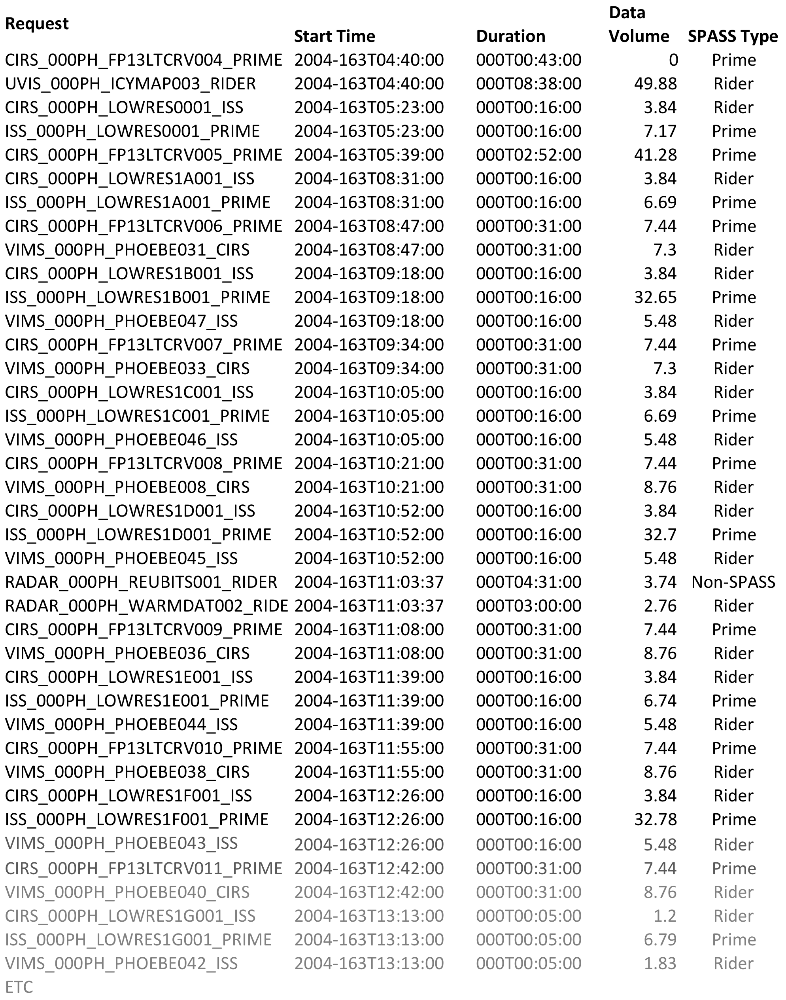 Request Start Time Duration Data Volume SPASS Type
CIRS_000PH_FP13LTCRV004_PRIME 2004-163T04:40:00 000T00:43:00 0 Prime
UVIS_000PH_ICYMAP003_RIDER 2004-163T04:40:00 000T08:38:00 49.88 Rider
CIRS_000PH_LOWRES0001_ISS 2004-163T05:23:00 000T00:16:00 3.84 Rider
ISS_000PH_LOWRES0001_PRIME 2004-163T05:23:00 000T00:16:00 7.17 Prime
CIRS_000PH_FP13LTCRV005_PRIME 2004-163T05:39:00 000T02:52:00 41.28 Prime
CIRS_000PH_LOWRES1A001_ISS 2004-163T08:31:00 000T00:16:00 3.84 Rider
ISS_000PH_LOWRES1A001_PRIME 2004-163T08:31:00 000T00:16:00 6.69 Prime
CIRS_000PH_FP13LTCRV006_PRIME 2004-163T08:47:00 000T00:31:00 7.44 Prime
VIMS_000PH_PHOEBE031_CIRS 2004-163T08:47:00 000T00:31:00 7.3 Rider
CIRS_000PH_LOWRES1B001_ISS 2004-163T09:18:00 000T00:16:00 3.84 Rider
ISS_000PH_LOWRES1B001_PRIME 2004-163T09:18:00 000T00:16:00 32.65 Prime
VIMS_000PH_PHOEBE047_ISS 2004-163T09:18:00 000T00:16:00 5.48 Rider
CIRS_000PH_FP13LTCRV007_PRIME 2004-163T09:34:00 000T00:31:00 7.44 Prime
VIMS_000PH_PHOEBE033_CIRS 2004-163T09:34:00 000T00:31:00 7.3 Rider
CIRS_000PH_LOWRES1C001_ISS 2004-163T10:05:00 000T00:16:00 3.84 Rider
ISS_000PH_LOWRES1C001_PRIME 2004-163T10:05:00 000T00:16:00 6.69 Prime
VIMS_000PH_PHOEBE046_ISS 2004-163T10:05:00 000T00:16:00 5.48 Rider
CIRS_000PH_FP13LTCRV008_PRIME 2004-163T10:21:00 000T00:31:00 7.44 Prime
VIMS_000PH_PHOEBE008_CIRS 2004-163T10:21:00 000T00:31:00 8.76 Rider
CIRS_000PH_LOWRES1D001_ISS 2004-163T10:52:00 000T00:16:00 3.84 Rider
ISS_000PH_LOWRES1D001_PRIME 2004-163T10:52:00 000T00:16:00 32.7 Prime
VIMS_000PH_PHOEBE045_ISS 2004-163T10:52:00 000T00:16:00 5.48 Rider
RADAR_000PH_REUBITS001_RIDER 2004-163T11:03:37 000T04:31:00 3.74 Non-SPASS
RADAR_000PH_WARMDAT002_RIDE 2004-163T11:03:37 000T03:00:00 2.76 Rider
CIRS_000PH_FP13LTCRV009_PRIME 2004-163T11:08:00 000T00:31:00 7.44 Prime
VIMS_000PH_PHOEBE036_CIRS 2004-163T11:08:00 000T00:31:00 8.76 Rider
CIRS_000PH_LOWRES1E001_ISS 2004-163T11:39:00 000T00:16:00 3.84 Rider
ISS_000PH_LOWRES1E001_PRIME 2004-163T11:39:00 000T00:16:00 6.74 Prime
VIMS_000PH_PHOEBE044_ISS 2004-163T11:39:00 000T00:16:00 5.48 Rider
CIRS_000PH_FP13LTCRV010_PRIME 2004-163T11:55:00 000T00:31:00 7.44 Prime
VIMS_000PH_PHOEBE038_CIRS 2004-163T11:55:00 000T00:31:00 8.76 Rider
CIRS_000PH_LOWRES1F001_ISS 2004-163T12:26:00 000T00:16:00 3.84 Rider
ISS_000PH_LOWRES1F001_PRIME 2004-163T12:26:00 000T00:16:00 32.78 Prime
VIMS_000PH_PHOEBE043_ISS 2004-163T12:26:00 000T00:16:00 5.48 Rider
CIRS_000PH_FP13LTCRV011_PRIME 2004-163T12:42:00 000T00:31:00 7.44 Prime
VIMS_000PH_PHOEBE040_CIRS 2004-163T12:42:00 000T00:31:00 8.76 Rider
CIRS_000PH_LOWRES1G001_ISS 2004-163T13:13:00 000T00:05:00 1.2 Rider
ISS_000PH_LOWRES1G001_PRIME 2004-163T13:13:00 000T00:05:00 6.79 Prime
VIMS_000PH_PHOEBE042_ISS 2004-163T13:13:00 000T00:05:00 1.83 Rider
ETC